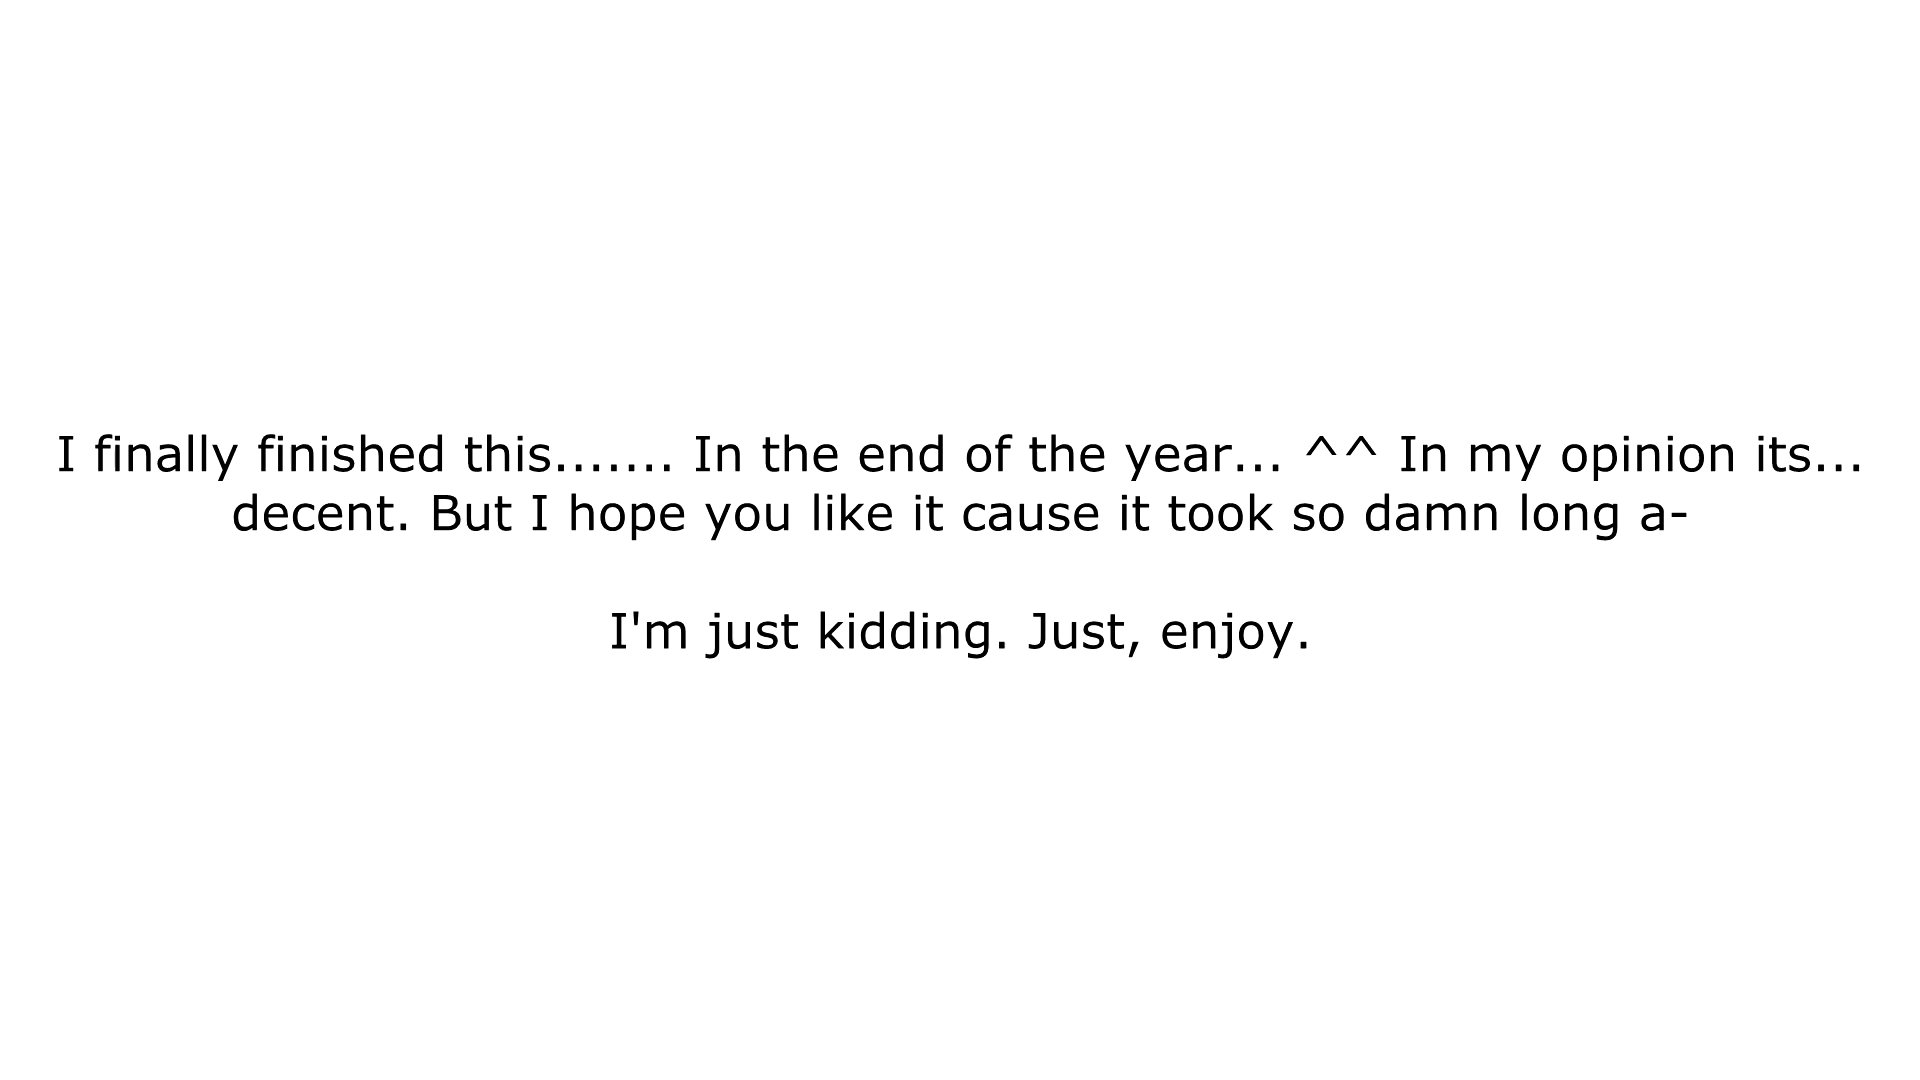 I finally finished this....... In the end of the year... ^^ In my opinion its...
decent. But I hope you like it cause it took so damn long a-
I'm just kidding. Just, enjoy.